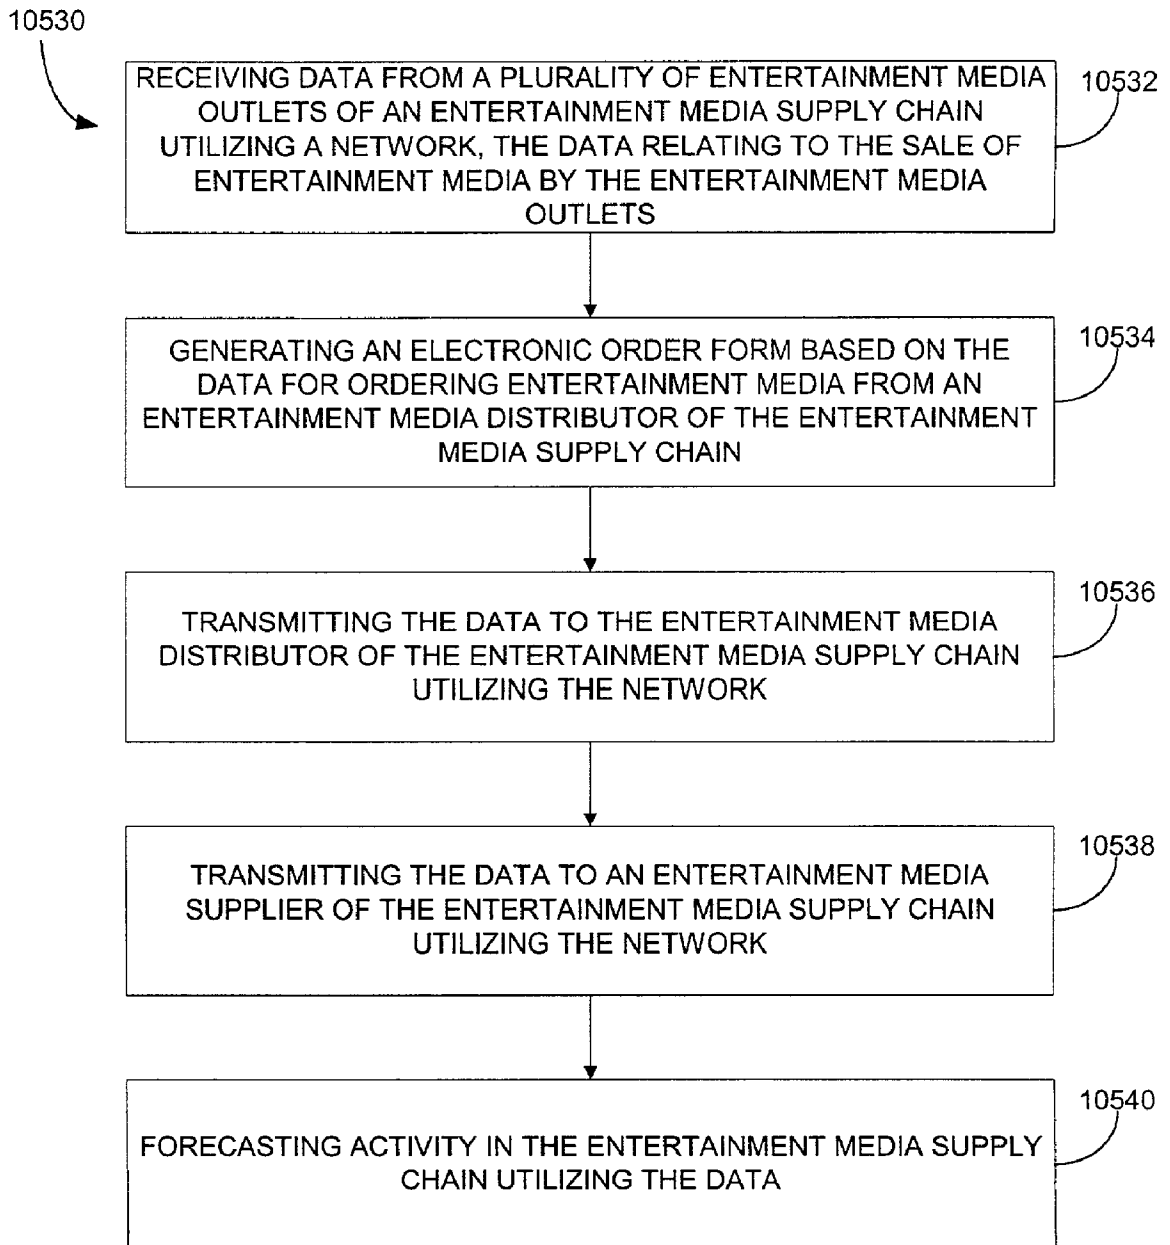 10530
RECEIVING DATA FROM A PLURALITY OF ENTERTAINMENT MEDIA
OUTLETS OF AN ENTERTAINMENT MEDIA SUPPLY CHAIN
UTILIZING A NETWORK, THE DATA RELATING TO THE SALE OF
ENTERTAINMENT MEDIA BY THE ENTERTAINMENT MEDIA
OUTLETS
10532
GENERATING AN ELECTRONIC ORDER FORM BASED ON THE
DATA FOR ORDERING ENTERTAINMENT MEDIA FROM AN
ENTERTAINMENT MEDIA DISTRIBUTOR OF THE ENTERTAINMENT
MEDIA SUPPLY CHAIN
10534
TRANSMITTING THE DATA TO THE ENTERTAINMENT MEDIA
DISTRIBUTOR OF THE ENTERTAINMENT MEDIA SUPPLY CHAIN
UTILIZING THE NETWORK
10536
TRANSMITTING THE DATA TO AN ENTERTAINMENT MEDIA
SUPPLIER OF THE ENTERTAINMENT MEDIA SUPPLY CHAIN
UTILIZING THE NETWORK
10538
FORECASTING ACTIVITY IN THE ENTERTAINMENT MEDIA SUPPLY
CHAIN UTILIZING THE DATA
10540